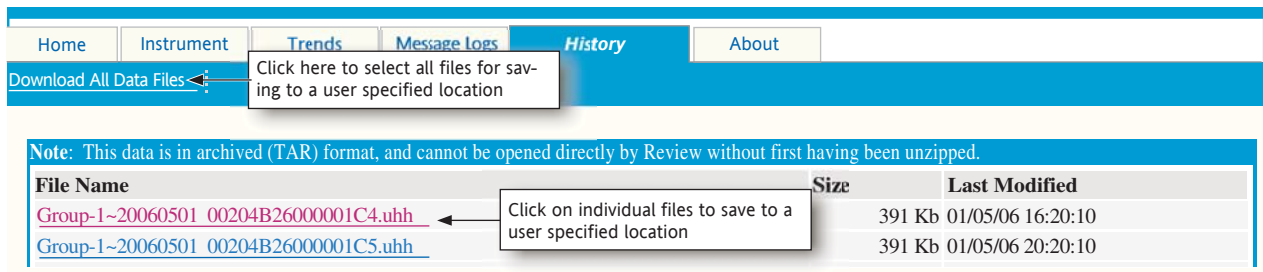 Home Instrument Trends Message Logs History About
Download All Data Files
Click here to select all files for sav-
ing to a user specified location
Note: This data is in archived (TAR) format, and cannot be opened directly by Review without first having been unzipped.
File Name Size Last Modified
Group-1~20060501_00204B26000001C4.uhh 391 Kb 01/05/06 16:20:10
Click on individual files to save to a
user specified location
Group-1~20060501_00204B26000001C5.uhh 391 Kb 01/05/06 20:20:10